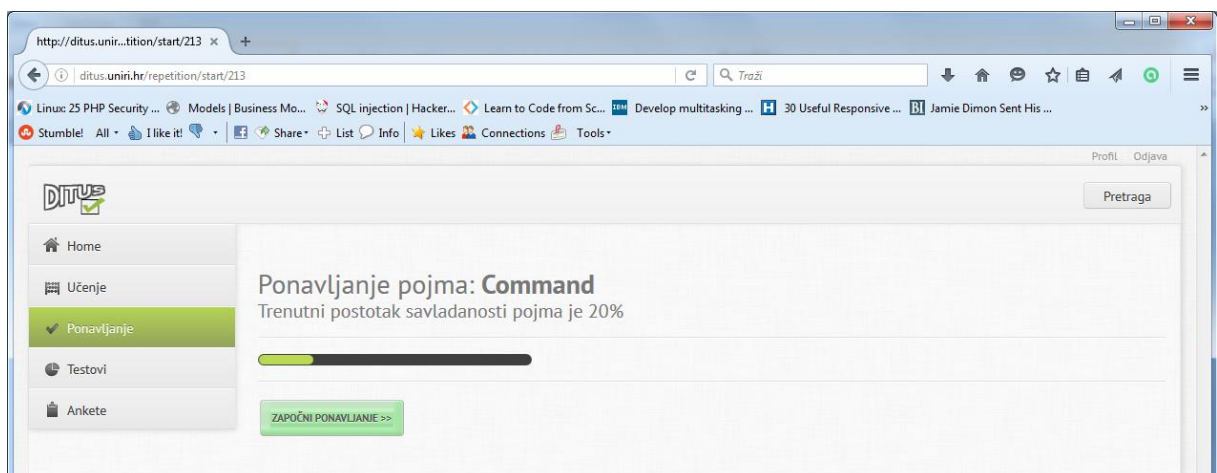 http://ditus.unir...tition/start/213 × +
ditus.uniri.hr/repetition/start/213
Traži
Linux: 25 PHP Security ... Models | Business Mo... SQL injection | Hacker... Learn to Code from Sc... IBM Develop multitasking ... H 30 Useful Responsive ... BI Jamie Dimon Sent His ... »
Stumble! All I like it! Share List Info Likes Connections Tools
Profil Odjava
DITUS
Pretraga
Home
Učenje
Ponavljanje
Testovi
Ankete
Ponavljanje pojma: Command
Trenutni postotak savladanosti pojma je 20%
ZAPOČNI PONAVLJANJE >>